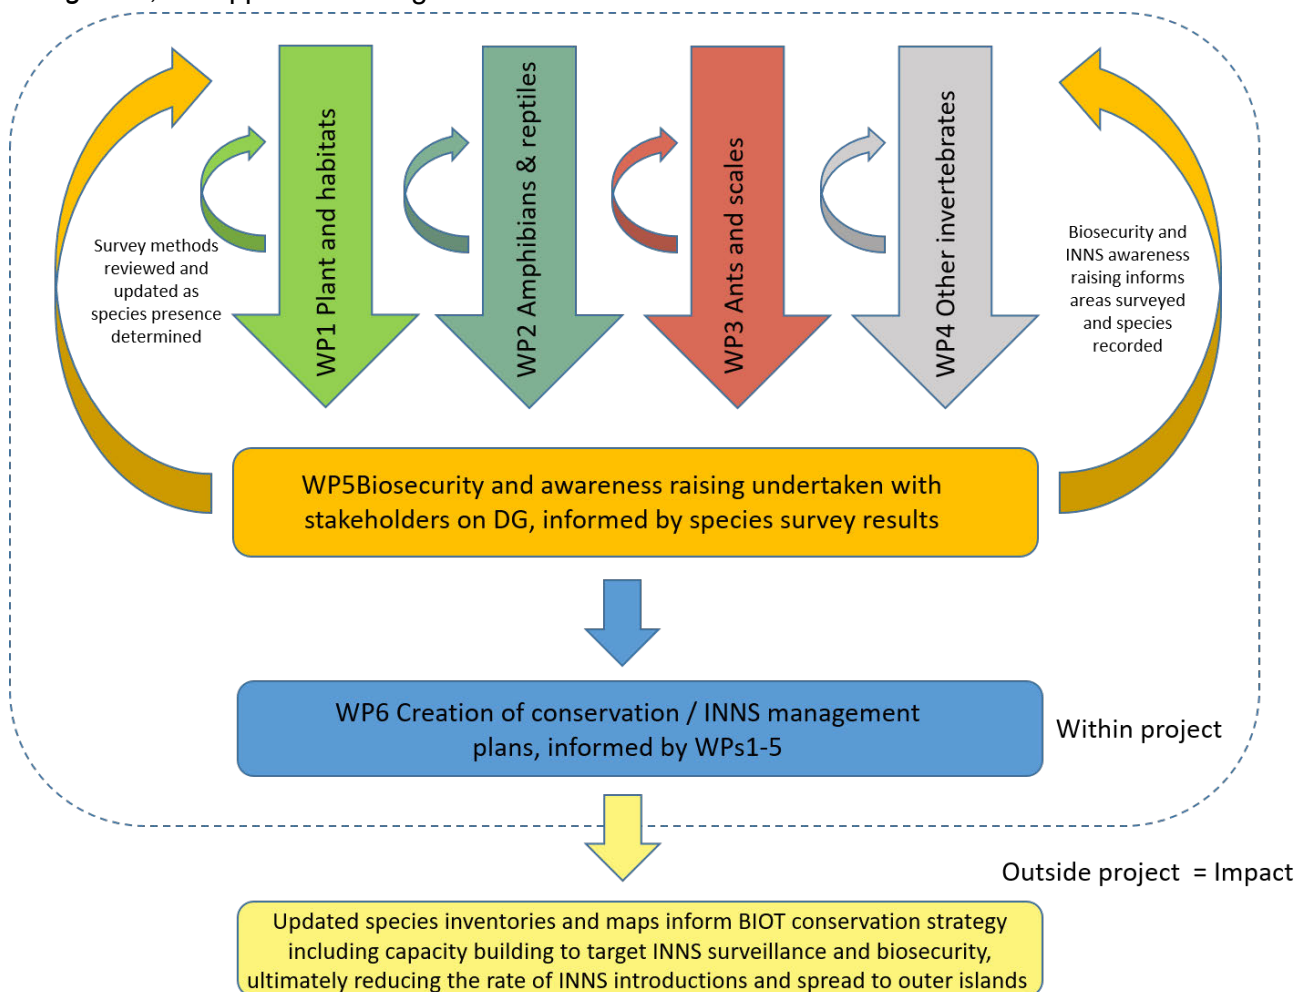 WP1 Plant and habitats
WP2 Amphibians & reptiles
WP3 Ants and scales
WP4 Other invertebrates
Survey methods
reviewed and
updated as
species presence
determined
Biosecurity and
INNS awareness
raising informs
areas surveyed
and species
recorded
WP5Biosecurity and awareness raising undertaken with
stakeholders on DG, informed by species survey results
WP6 Creation of conservation / INNS management
plans, informed by WPs1-5
Within project
Outside project = Impact
Updated species inventories and maps inform BIOT conservation strategy
including capacity building to target INNS surveillance and biosecurity,
ultimately reducing the rate of INNS introductions and spread to outer islands